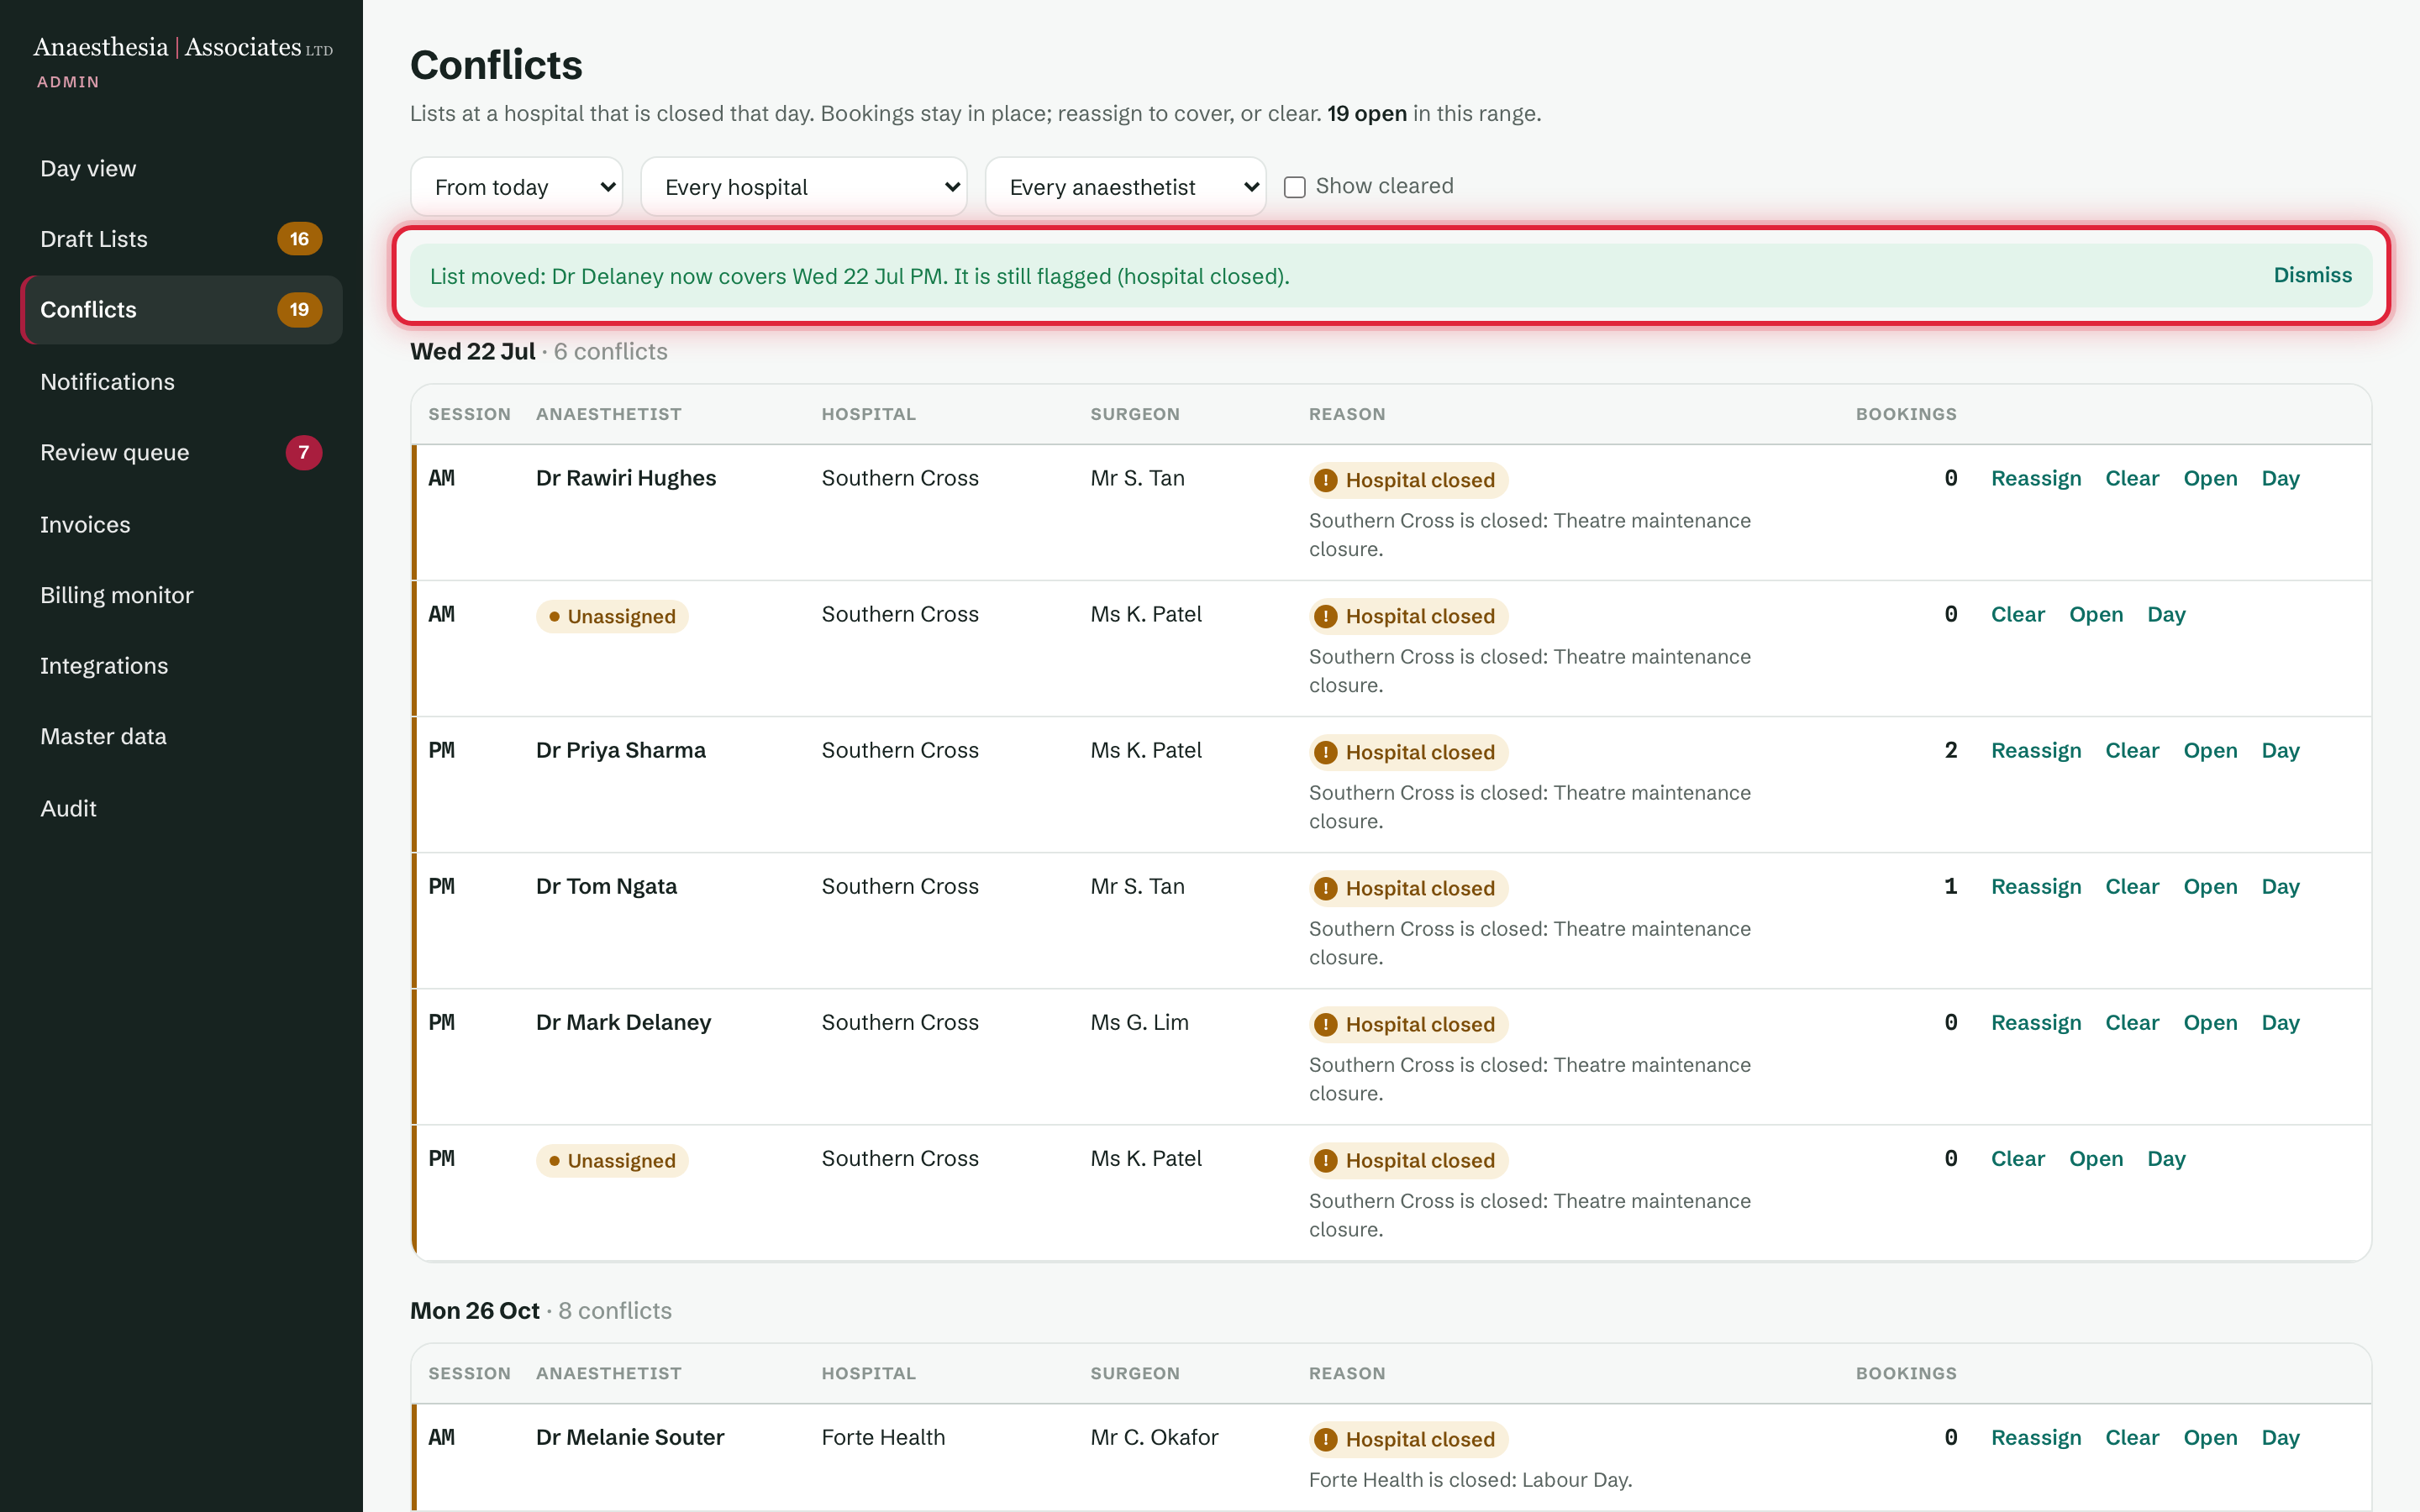 Anaesthesia | Associates LTD
ADMIN
Day view
Draft Lists 16
Conflicts 19
Notifications
Review queue 7
Invoices
Billing monitor
Integrations
Master data
Audit
Conflicts
Lists at a hospital that is closed that day. Bookings stay in place; reassign to cover, or clear. 19 open in this range.
From today Every hospital Every anaesthetist Show cleared
List moved: Dr Delaney now covers Wed 22 Jul PM. It is still flagged (hospital closed). Dismiss
Wed 22 Jul · 6 conflicts
SESSION ANAESTHETIST HOSPITAL SURGEON REASON BOOKINGS
AM Dr Rawiri Hughes Southern Cross Mr S. Tan ! Hospital closed 0 Reassign Clear Open Day
Southern Cross is closed: Theatre maintenance
closure.
AM Unassigned Southern Cross Ms K. Patel ! Hospital closed 0 Clear Open Day
Southern Cross is closed: Theatre maintenance
closure.
PM Dr Priya Sharma Southern Cross Ms K. Patel ! Hospital closed 2 Reassign Clear Open Day
Southern Cross is closed: Theatre maintenance
closure.
PM Dr Tom Ngata Southern Cross Mr S. Tan ! Hospital closed 1 Reassign Clear Open Day
Southern Cross is closed: Theatre maintenance
closure.
PM Dr Mark Delaney Southern Cross Ms G. Lim ! Hospital closed 0 Reassign Clear Open Day
Southern Cross is closed: Theatre maintenance
closure.
PM Unassigned Southern Cross Ms K. Patel ! Hospital closed 0 Clear Open Day
Southern Cross is closed: Theatre maintenance
closure.
Mon 26 Oct · 8 conflicts
SESSION ANAESTHETIST HOSPITAL SURGEON REASON BOOKINGS
AM Dr Melanie Souter Forte Health Mr C. Okafor ! Hospital closed 0 Reassign Clear Open Day
Forte Health is closed: Labour Day.